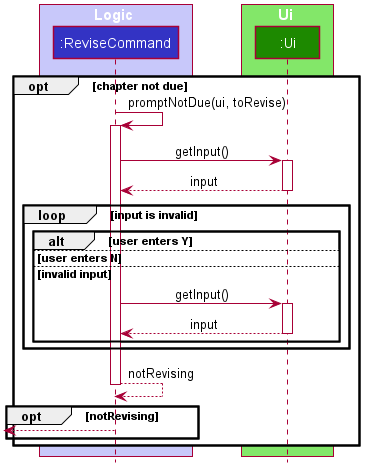 Logic
Ui
:ReviseCommand
:Ui
opt [chapter not due]
promptNotDue(ui, toRevise)
getInput()
input
loop [input is invalid]
alt [user enters Y]
[user enters N]
[invalid input]
getInput()
input
notRevising
opt [notRevising]